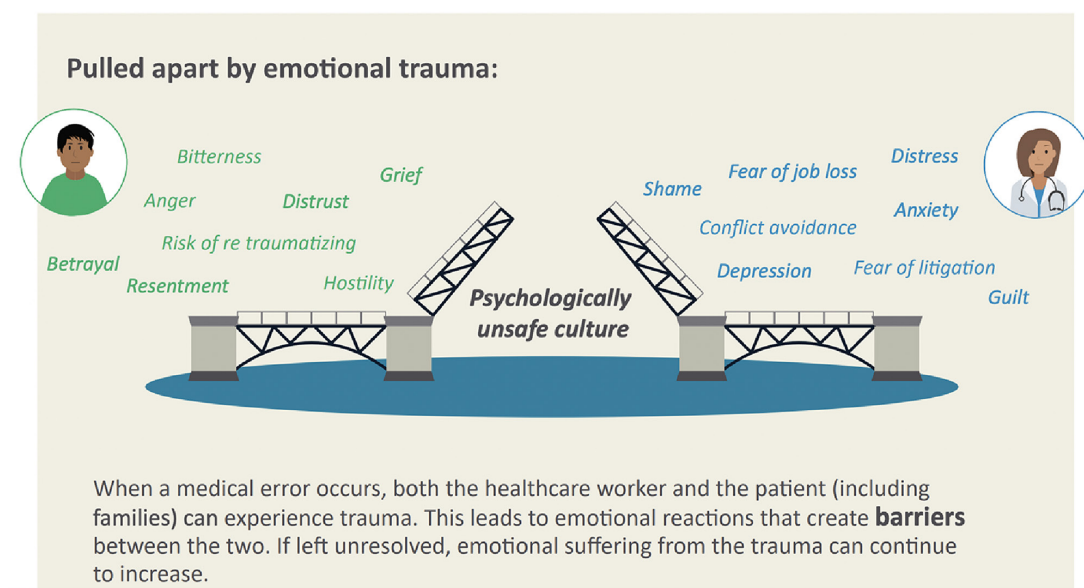 Pulled apart by emotional trauma:
Bitterness
Grief
Anger
Distrust
Risk of re traumatizing
Betrayal
Resentment
Hostility
Psychologically
unsafe culture
Shame
Fear of job loss
Distress
Conflict avoidance
Anxiety
Depression
Fear of litigation
Guilt
When a medical error occurs, both the healthcare worker and the patient (including
families) can experience trauma. This leads to emotional reactions that create barriers
between the two. If left unresolved, emotional suffering from the trauma can continue
to increase.